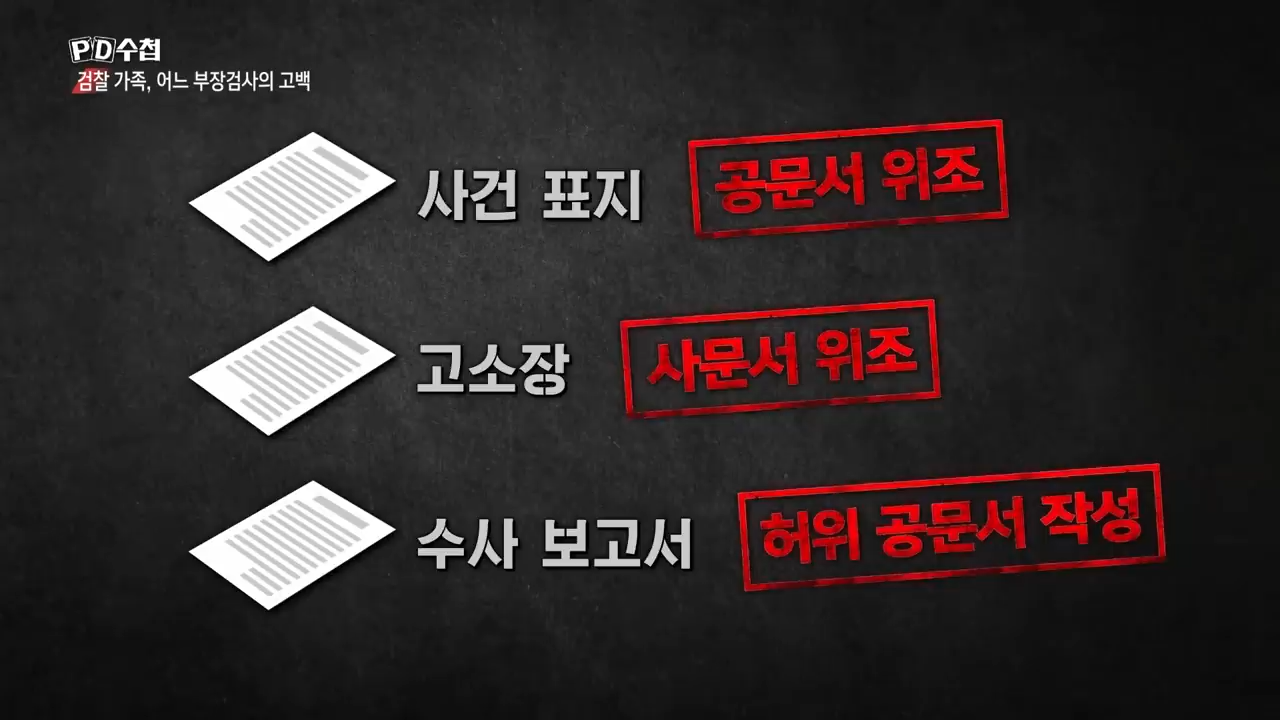 PD수첩
검찰 가족, 어느 부장검사의 고백
사건 표지 공문서 위조
고소장 사문서 위조
수사 보고서 허위 공문서 작성